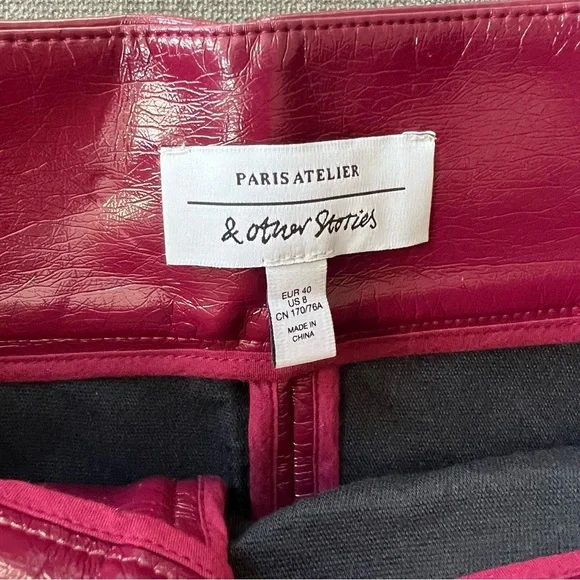 PARIS ATELIER
& other Stories
EUR 40
US 8
CN 170/76A
MADE IN
CHINA